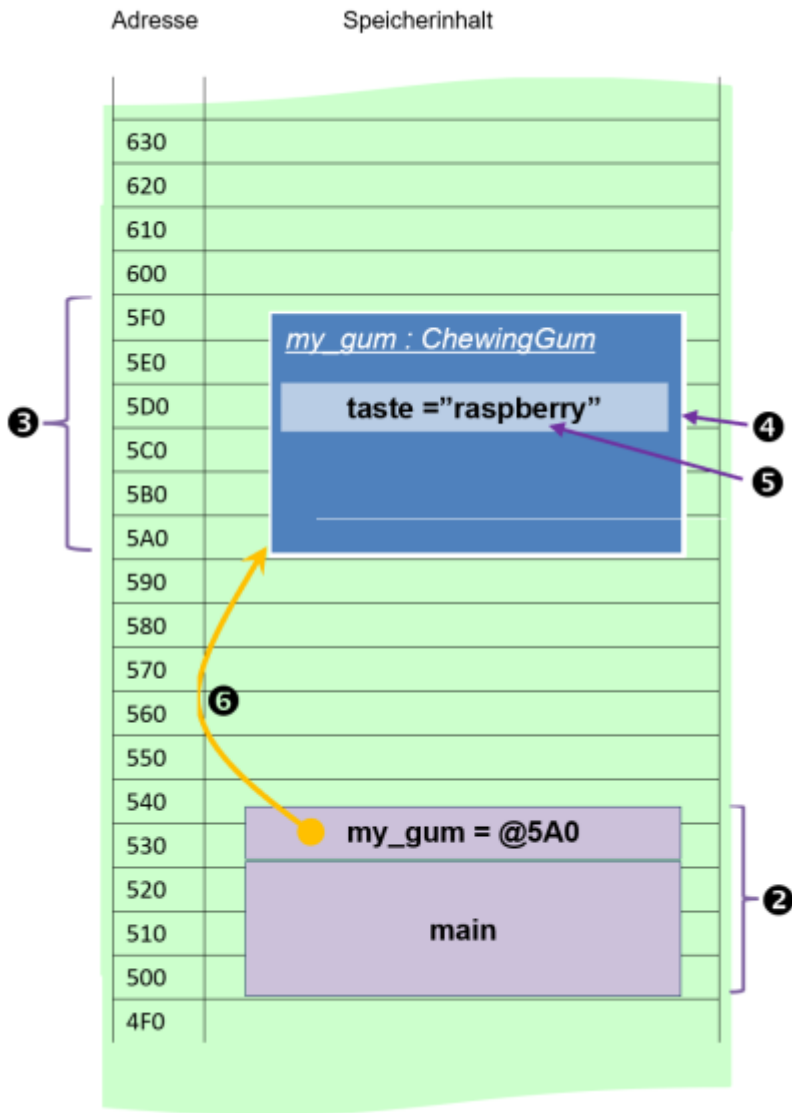 Adresse Speicherinhalt
630
620
610
600
5F0
my_gum : ChewingGum
5E0
5D0 taste =”raspberry”
❸ ❹
5C0
❺
5B0
5A0
590
580
570
❻
560
550
540
my_gum = @5A0
530
520
❷
510 main
500
4F0